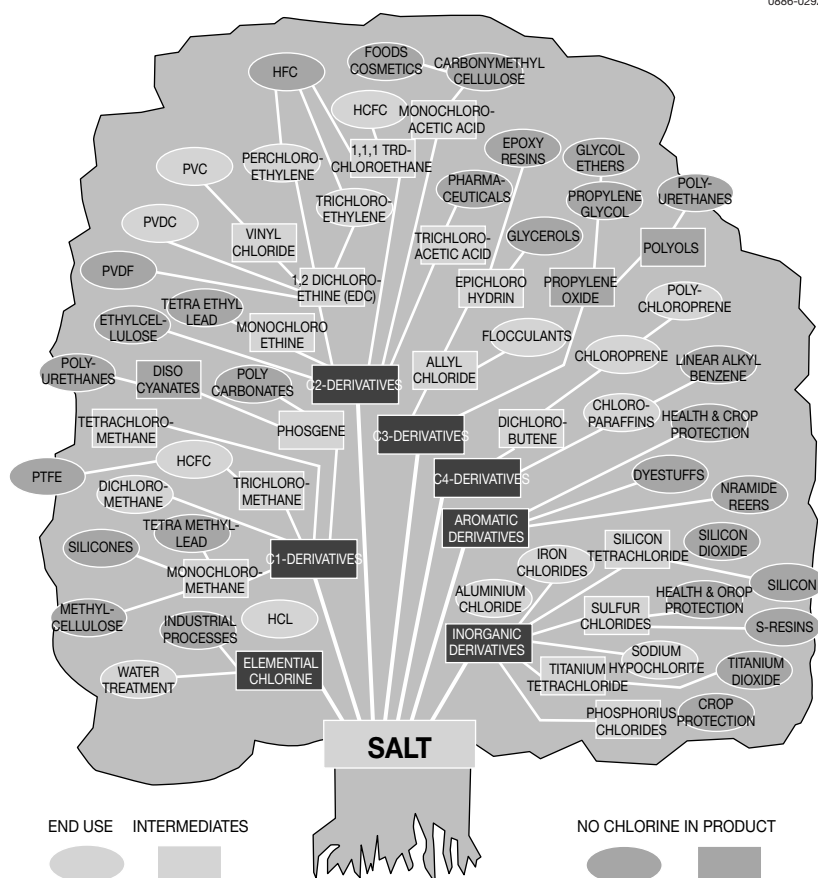 0886-029
FOODS
COSMETICS
CARBONYMETHYL
CELLULOSE
HFC
HCFC
MONOCHLORO-
ACETIC ACID
EPOXY
RESINS
GLYCOL
ETHERS
PVC
PERCHLORO-
ETHYLENE
1,1,1 TRD-
CHLOROETHANE
PHARMA-
CEUTICALS
PROPYLENE
GLYCOL
POLY-
URETHANES
TRICHLORO-
ETHYLENE
PVDC
VINYL
CHLORIDE
TRICHLORO-
ACETIC ACID
GLYCEROLS
POLYOLS
PVDF
1,2 DICHLORO-
ETHINE (EDC)
EPICHLORO
HYDRIN
PROPYLENE
OXIDE
POLY-
CHLOROPRENE
TETRA ETHYL
LEAD
ETHYLCEL-
LULOSE
MONOCHLORO
ETHINE
FLOCCULANTS
CHLOROPRENE
LINEAR ALKYL
BENZENE
POLY-
URETHANES
DISO
CYANATES
POLY
CARBONATES
C2-DERIVATIVES
ALLYL
CHLORIDE
TETRACHLORO-
METHANE
PHOSGENE
C3-DERIVATIVES
DICHLORO-
BUTENE
CHLORO-
PARAFFINS
HEALTH & CROP
PROTECTION
PTFE
HCFC
TRICHLORO-
METHANE
C4-DERIVATIVES
DYESTUFFS
DICHLORO-
METHANE
NRAMIDE
REERS
TETRA METHYL-
LEAD
AROMATIC
DERIVATIVES
SILICON
TETRACHLORIDE
SILICON
DIOXIDE
SILICONES
C1-DERIVATIVES
IRON
CHLORIDES
MONOCHLORO-
METHANE
ALUMINIUM
CHLORIDE
HEALTH & OROP
PROTECTION
SILICON
METHYL-
CELLULOSE
INDUSTRIAL
PROCESSES
HCL
SULFUR
CHLORIDES
S-RESINS
INORGANIC
DERIVATIVES
SODIUM
HYPOCHLORITE
WATER
TREATMENT
ELEMENTIAL
CHLORINE
TITANIUM
TETRACHLORIDE
TITANIUM
DIOXIDE
PHOSPHORIUS
CHLORIDES
CROP
PROTECTION
SALT
END USE INTERMEDIATES
NO CHLORINE IN PRODUCT